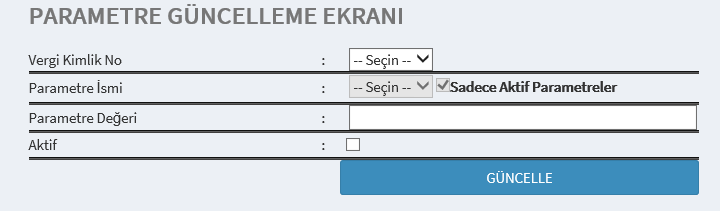 PARAMETRE GÜNCELLEME EKRANI
Vergi Kimlik No : -- Seçin --
Parametre İsmi : -- Seçin -- Sadece Aktif Parametreler
Parametre Değeri :
Aktif :
GÜNCELLE